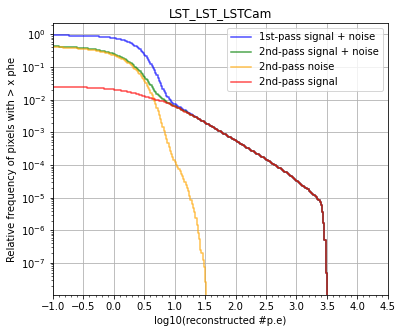 LST_LST_LSTCam
1st-pass signal + noise
2nd-pass signal + noise
2nd-pass noise
2nd-pass signal
Relative frequency of pixels with > x phe
10⁰
10⁻¹
10⁻²
10⁻³
10⁻⁴
10⁻⁵
10⁻⁶
10⁻⁷
−1.0 −0.5 0.0 0.5 1.0 1.5 2.0 2.5 3.0 3.5 4.0 4.5
log10(reconstructed #p.e)